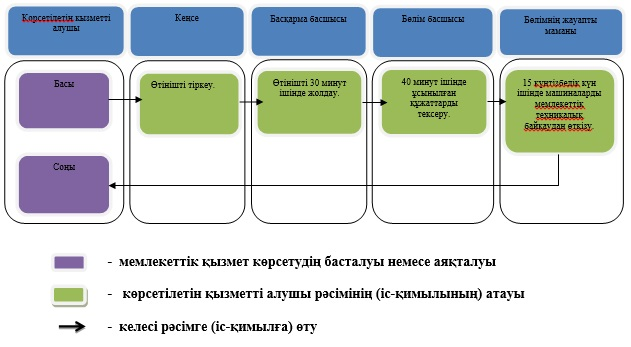 Көрсетілетін қызметті
алушы
Кеңсе
Басқарма басшысы
Бөлім басшысы
Бөлімнің жауапты
маманы
Басы
Өтінішті тіркеу.
Өтінішті 30 минут
ішінде жолдау.
40 минут ішінде
ұсынылған
құжаттарды
тексеру.
15 күнтізбелік күн
ішінде машиналарды
мемлекеттік
техникалық
байқаудан өткізу.
Соңы
- мемлекеттік қызмет көрсетудің басталуы немесе аяқталуы
- көрсетілетін қызметті алушы рәсімінің (іс-қимылының) атауы
- келесі рәсімге (іс-қимылға) өту